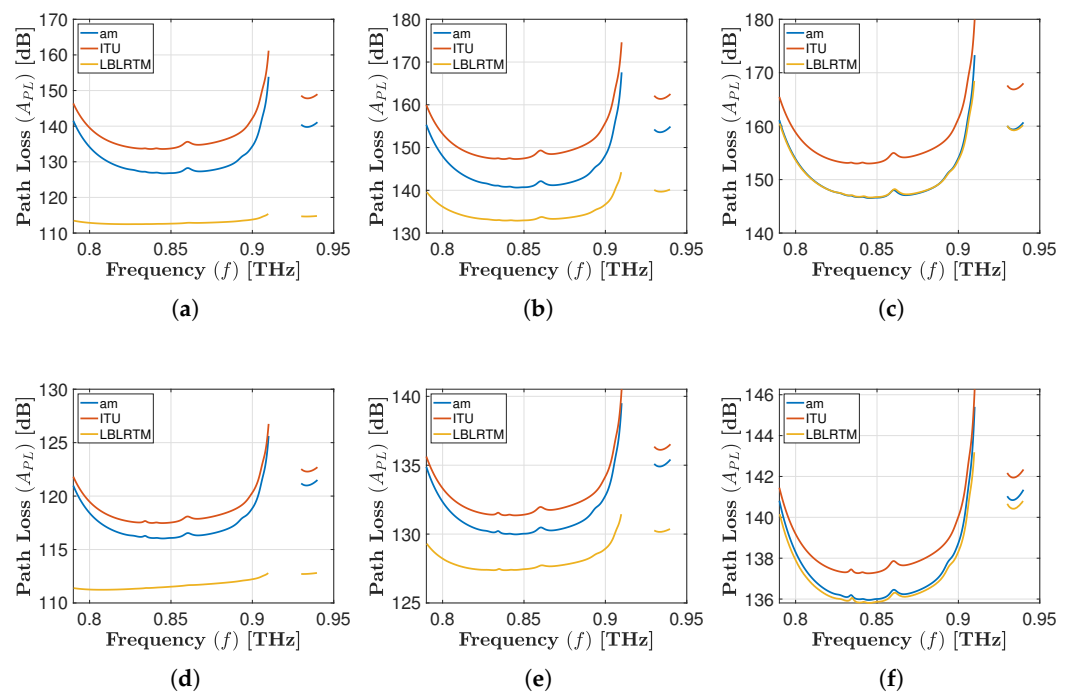 170
160
150
140
130
120
110
Path Loss (A_PL) [dB]
am
ITU
LBLRTM
0.8
0.85
0.9
0.95
Frequency (f) [THz]
(a)
180
170
160
150
140
130
Path Loss (A_PL) [dB]
am
ITU
LBLRTM
0.8
0.85
0.9
0.95
Frequency (f) [THz]
(b)
180
170
160
150
140
Path Loss (A_PL) [dB]
am
ITU
LBLRTM
0.8
0.85
0.9
0.95
Frequency (f) [THz]
(c)
130
125
120
115
110
Path Loss (A_PL) [dB]
am
ITU
LBLRTM
0.8
0.85
0.9
0.95
Frequency (f) [THz]
(d)
140
135
130
125
Path Loss (A_PL) [dB]
am
ITU
LBLRTM
0.8
0.85
0.9
0.95
Frequency (f) [THz]
(e)
146
144
142
140
138
136
Path Loss (A_PL) [dB]
am
ITU
LBLRTM
0.8
0.85
0.9
0.95
Frequency (f) [THz]
(f)